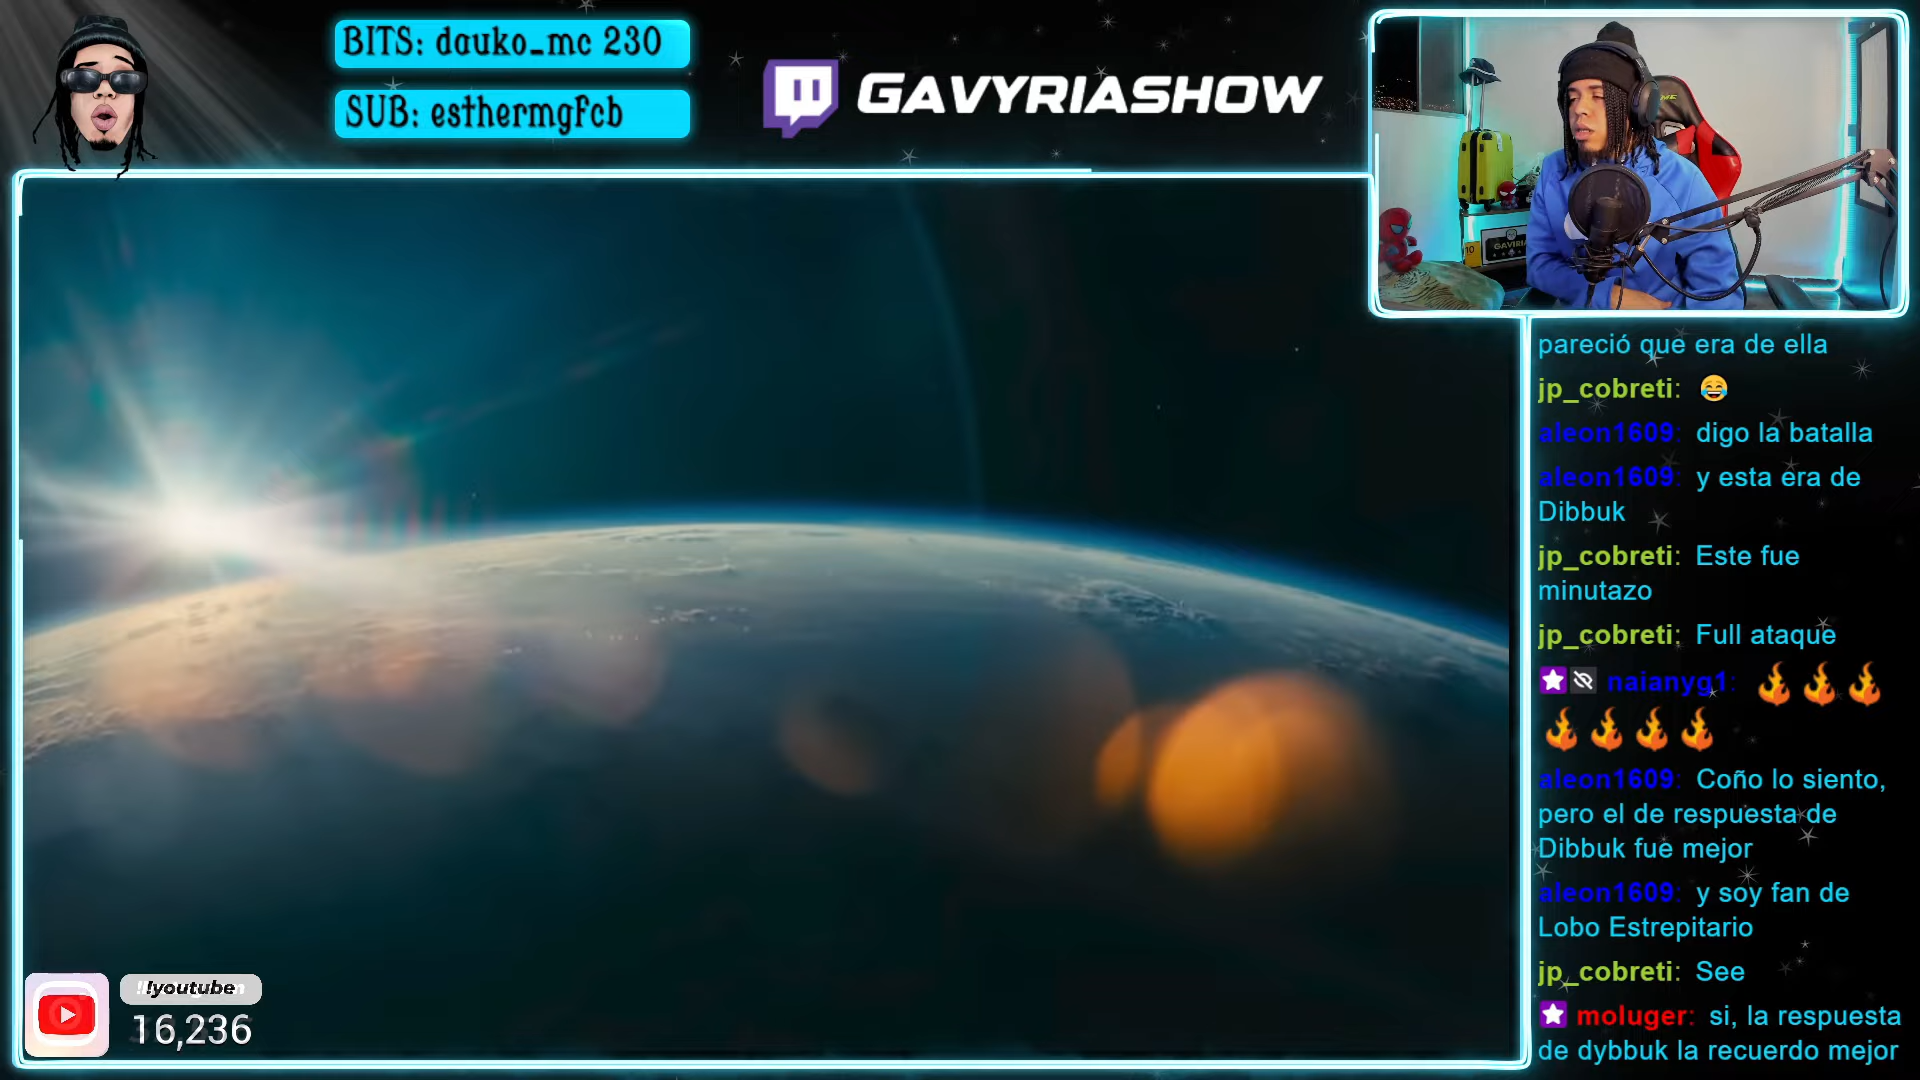 BITS: dauko_mc 230
SUB: esthermgfcb
GAVYRIASHOW
GAVIRIA
10
pareció que era de ella
jp_cobreti: 😂
aleon1609: digo la batalla
aleon1609: y esta era de
Dibbuk
jp_cobreti: Este fue
minutazo
jp_cobreti: Full ataque
naianyg1: 🔥 🔥 🔥
🔥 🔥 🔥 🔥
aleon1609: Coño lo siento,
pero el de respuesta de
Dibbuk fue mejor
aleon1609: y soy fan de
Lobo Estrepitario
jp_cobreti: See
moluger: si, la respuesta
de dybbuk la recuerdo mejor
!youtube
16,236